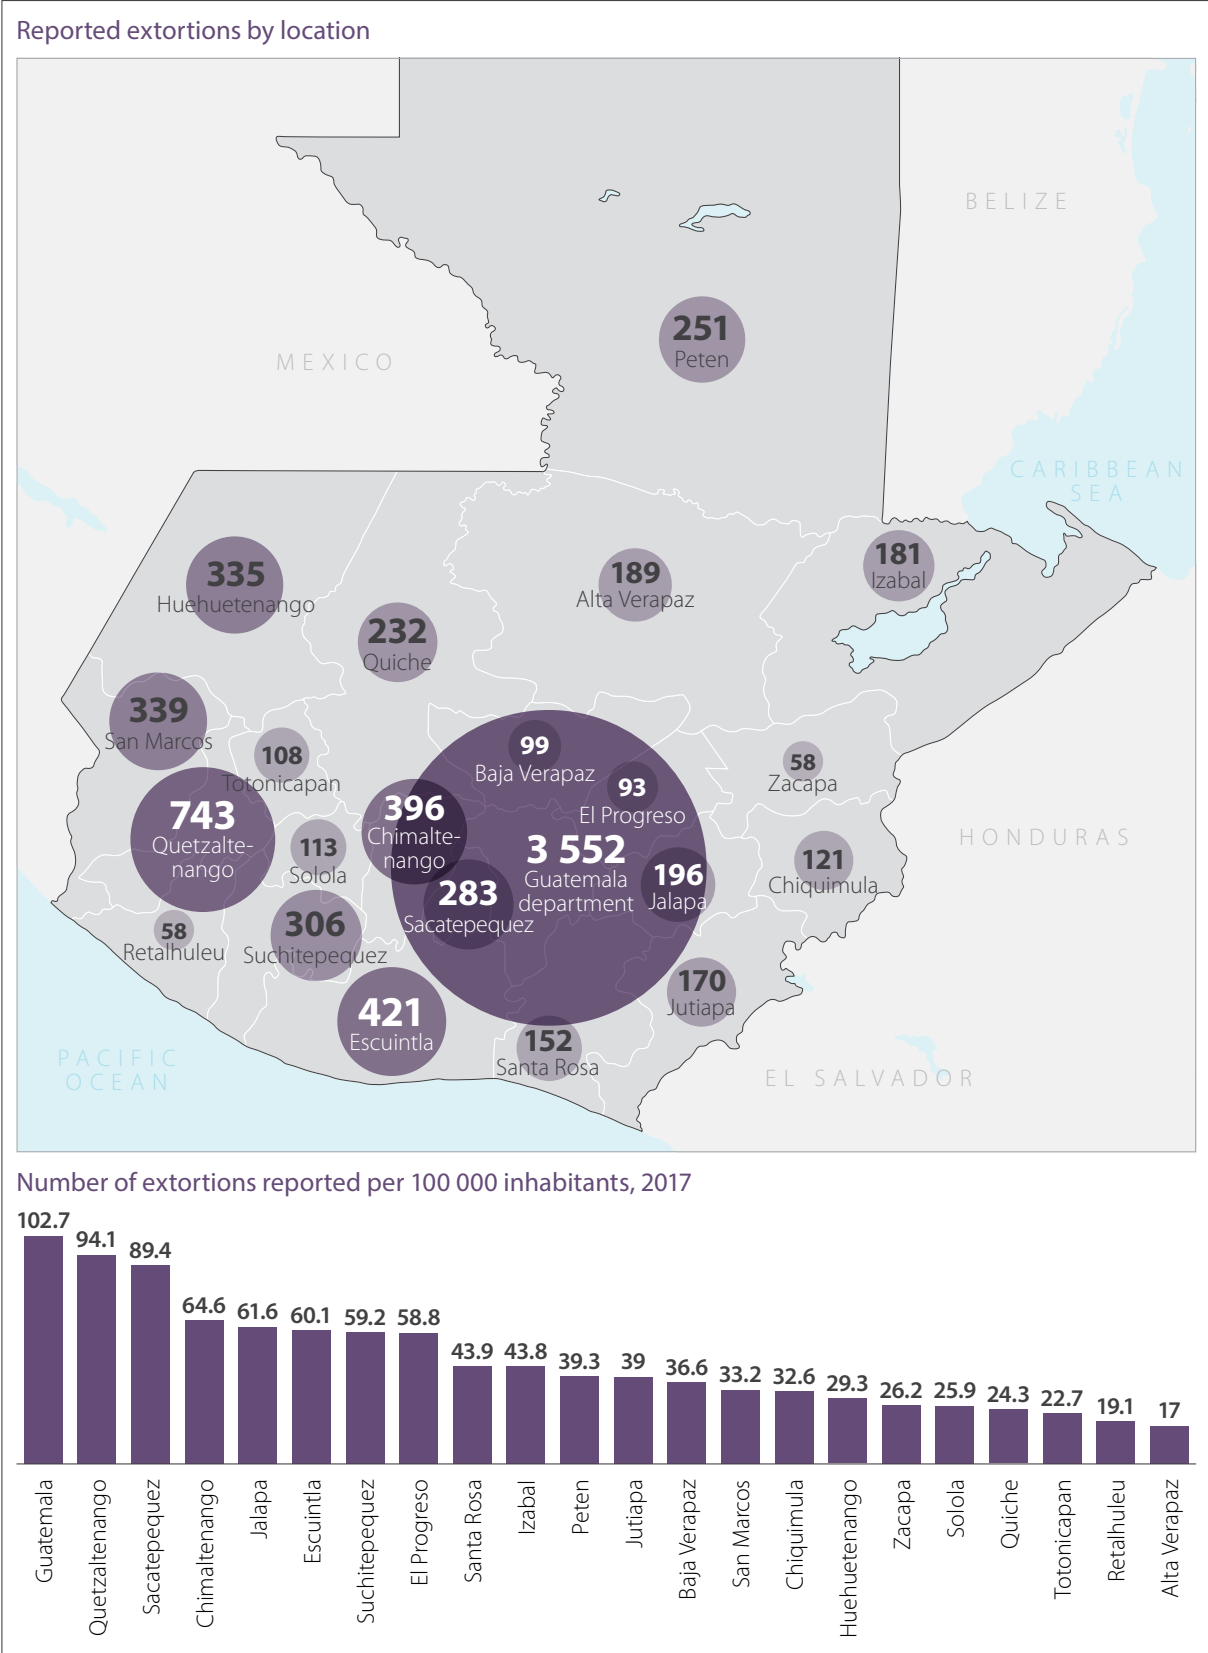 Reported extortions by location
BELIZE
251
Peten
MEXICO
CARIBBEAN
SEA
335
Huehuetenango
189
Alta Verapaz
181
Izabal
232
Quiche
339
San Marcos
108
Totonicapan
99
Baja Verapaz
93
El Progreso
58
Zacapa
743
Quetzalte-
nango
396
Chimalte-
nango
113
Solola
3 552
Guatemala
department
283
Sacatepequez
196
Jalapa
121
Chiquimula
HONDURAS
58
Retalhuleu
306
Suchitepequez
421
Escuintla
170
Jutiapa
152
Santa Rosa
PACIFIC
OCEAN
EL SALVADOR
Number of extortions reported per 100 000 inhabitants, 2017
102.7
94.1
89.4
64.6
61.6
60.1
59.2
58.8
43.9
43.8
39.3
39
36.6
33.2
32.6
29.3
26.2
25.9
24.3
22.7
19.1
17
Guatemala
Quetzaltenango
Sacatepequez
Chimaltenango
Jalapa
Escuintla
Suchitepequez
El Progreso
Santa Rosa
Izabal
Peten
Jutiapa
Baja Verapaz
San Marcos
Chiquimula
Huehuetenango
Zacapa
Solola
Quiche
Totonicapan
Retalhuleu
Alta Verapaz